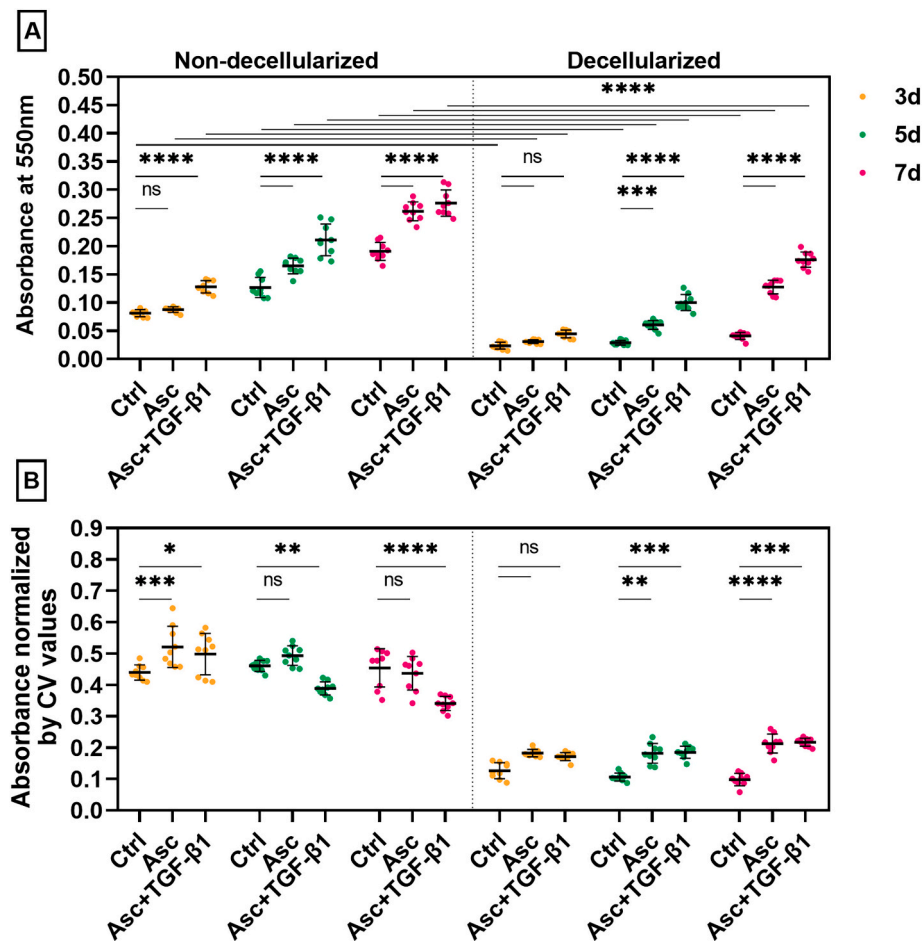 A
Non-decellularized Decellularized
Absorbance at 550nm
0.50
0.45
0.40
0.35
0.30
0.25
0.20
0.15
0.10
0.05
0.00
****
**** **** **** ns **** ****
ns ***
3d
5d
7d
Ctrl Asc Asc+TGF-β1 Ctrl Asc Asc+TGF-β1 Ctrl Asc Asc+TGF-β1 Ctrl Asc Asc+TGF-β1 Ctrl Asc Asc+TGF-β1 Ctrl Asc Asc+TGF-β1
B
Absorbance normalized
by CV values
0.9
0.8
0.7
0.6
0.5
0.4
0.3
0.2
0.1
0.0
* ** **** ns *** ***
*** ns ns ** ****
Ctrl Asc Asc+TGF-β1 Ctrl Asc Asc+TGF-β1 Ctrl Asc Asc+TGF-β1 Ctrl Asc Asc+TGF-β1 Ctrl Asc Asc+TGF-β1 Ctrl Asc Asc+TGF-β1